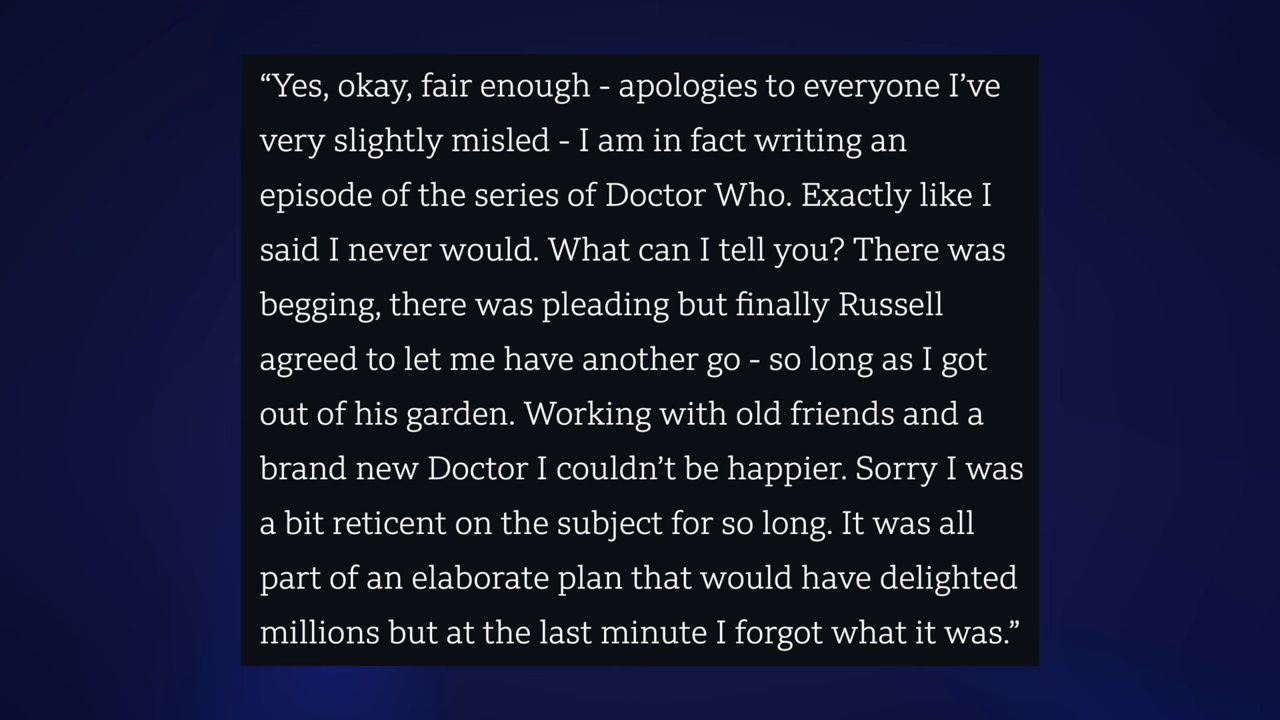 “Yes, okay, fair enough - apologies to everyone I’ve
very slightly misled - I am in fact writing an
episode of the series of Doctor Who. Exactly like I
said I never would. What can I tell you? There was
begging, there was pleading but finally Russell
agreed to let me have another go - so long as I got
out of his garden. Working with old friends and a
brand new Doctor I couldn’t be happier. Sorry I was
a bit reticent on the subject for so long. It was all
part of an elaborate plan that would have delighted
millions but at the last minute I forgot what it was.”